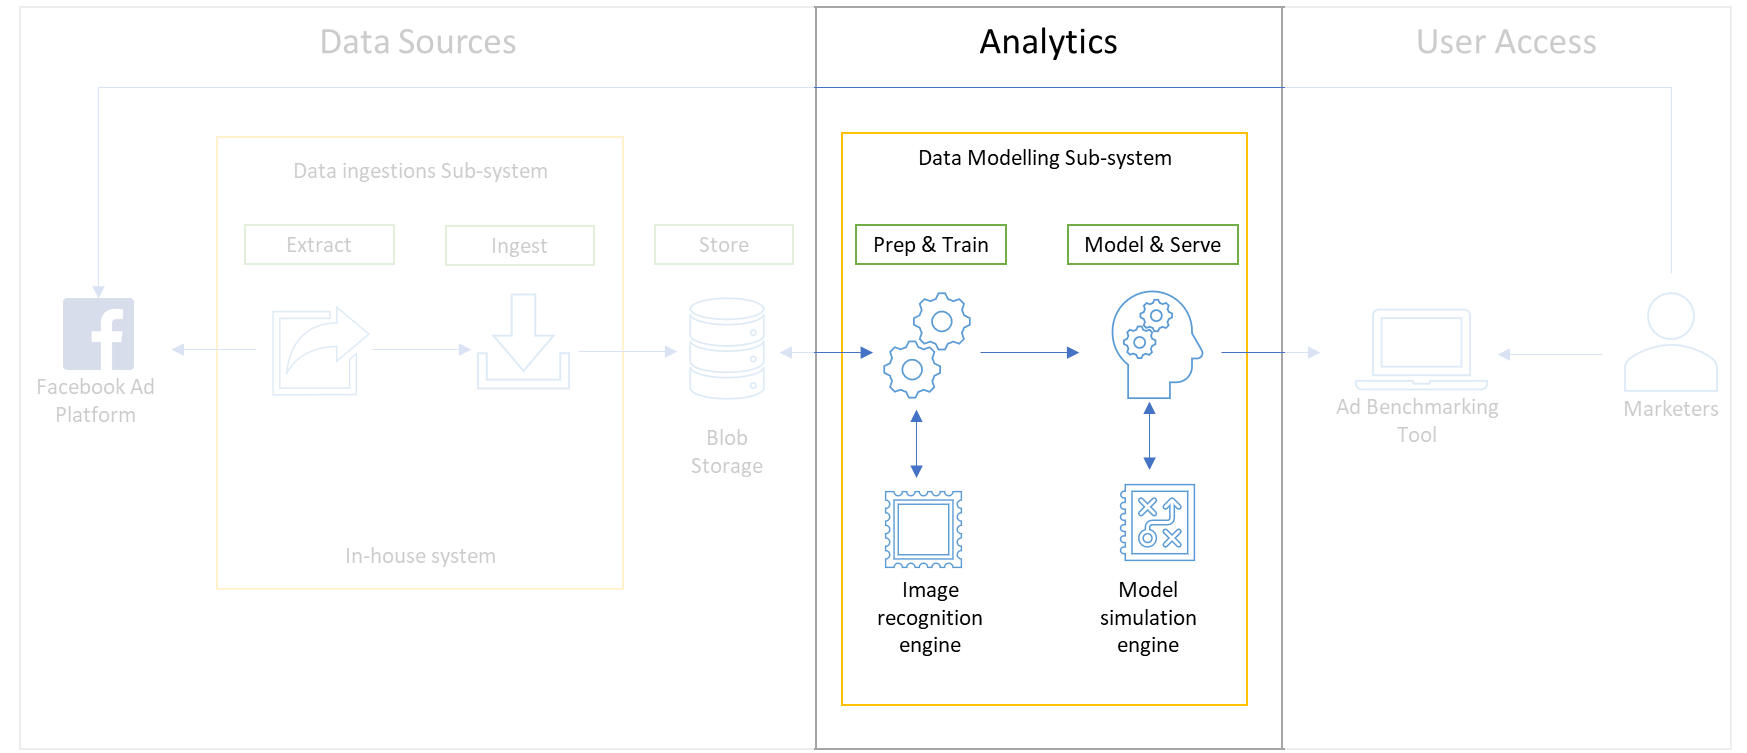 Data Sources
Analytics
User Access
Data ingestions Sub-system
Data Modelling Sub-system
Extract
Ingest
Store
Prep & Train
Model & Serve
Facebook Ad
Platform
Blob
Storage
Ad Benchmarking
Tool
Marketers
In-house system
Image
recognition
engine
Model
simulation
engine